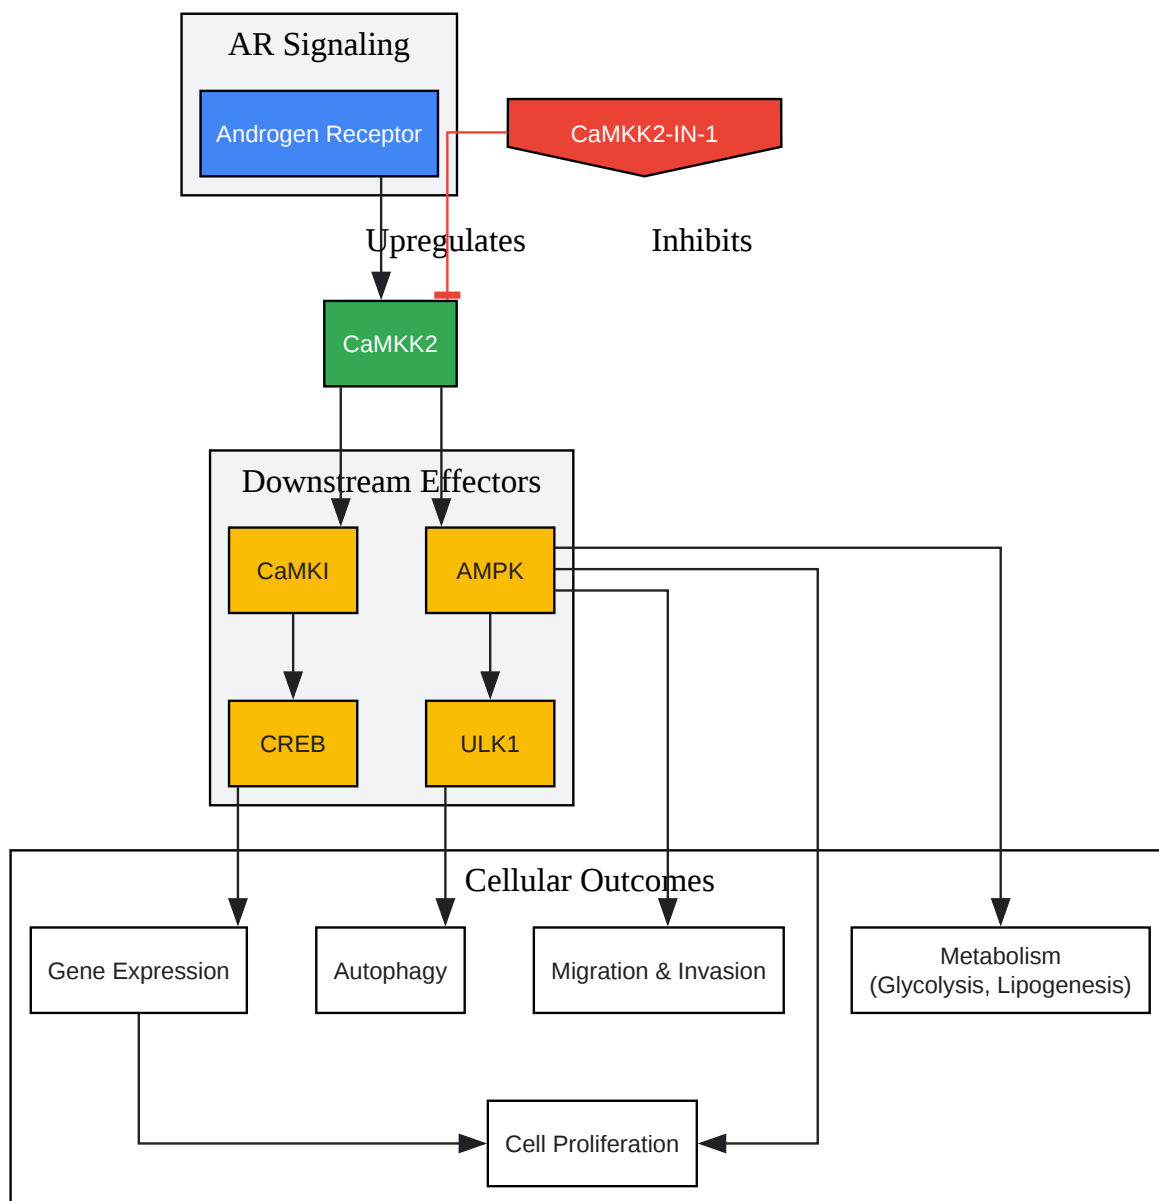 AR Signaling
Androgen Receptor
CaMKK2-IN-1
Upregulates
Inhibits
CaMKK2
Downstream Effectors
CaMKI
AMPK
CREB
ULK1
Cellular Outcomes
Gene Expression
Autophagy
Migration & Invasion
Metabolism
(Glycolysis, Lipogenesis)
Cell Proliferation